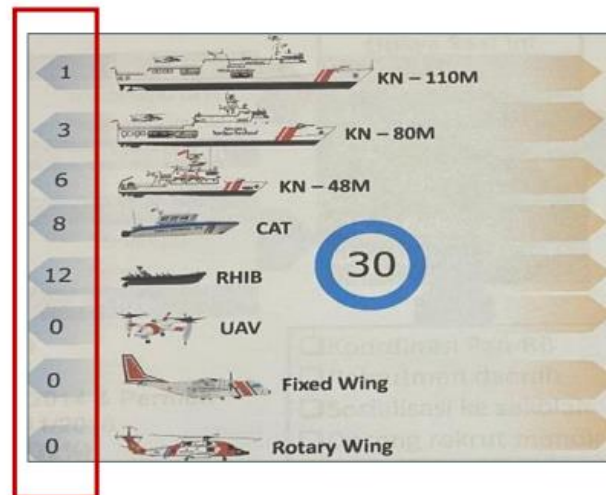 1 KN – 110M
3 KN – 80M
6 KN – 48M
8 CAT
30
12 RHIB
0 UAV
0 Fixed Wing
0 Rotary Wing